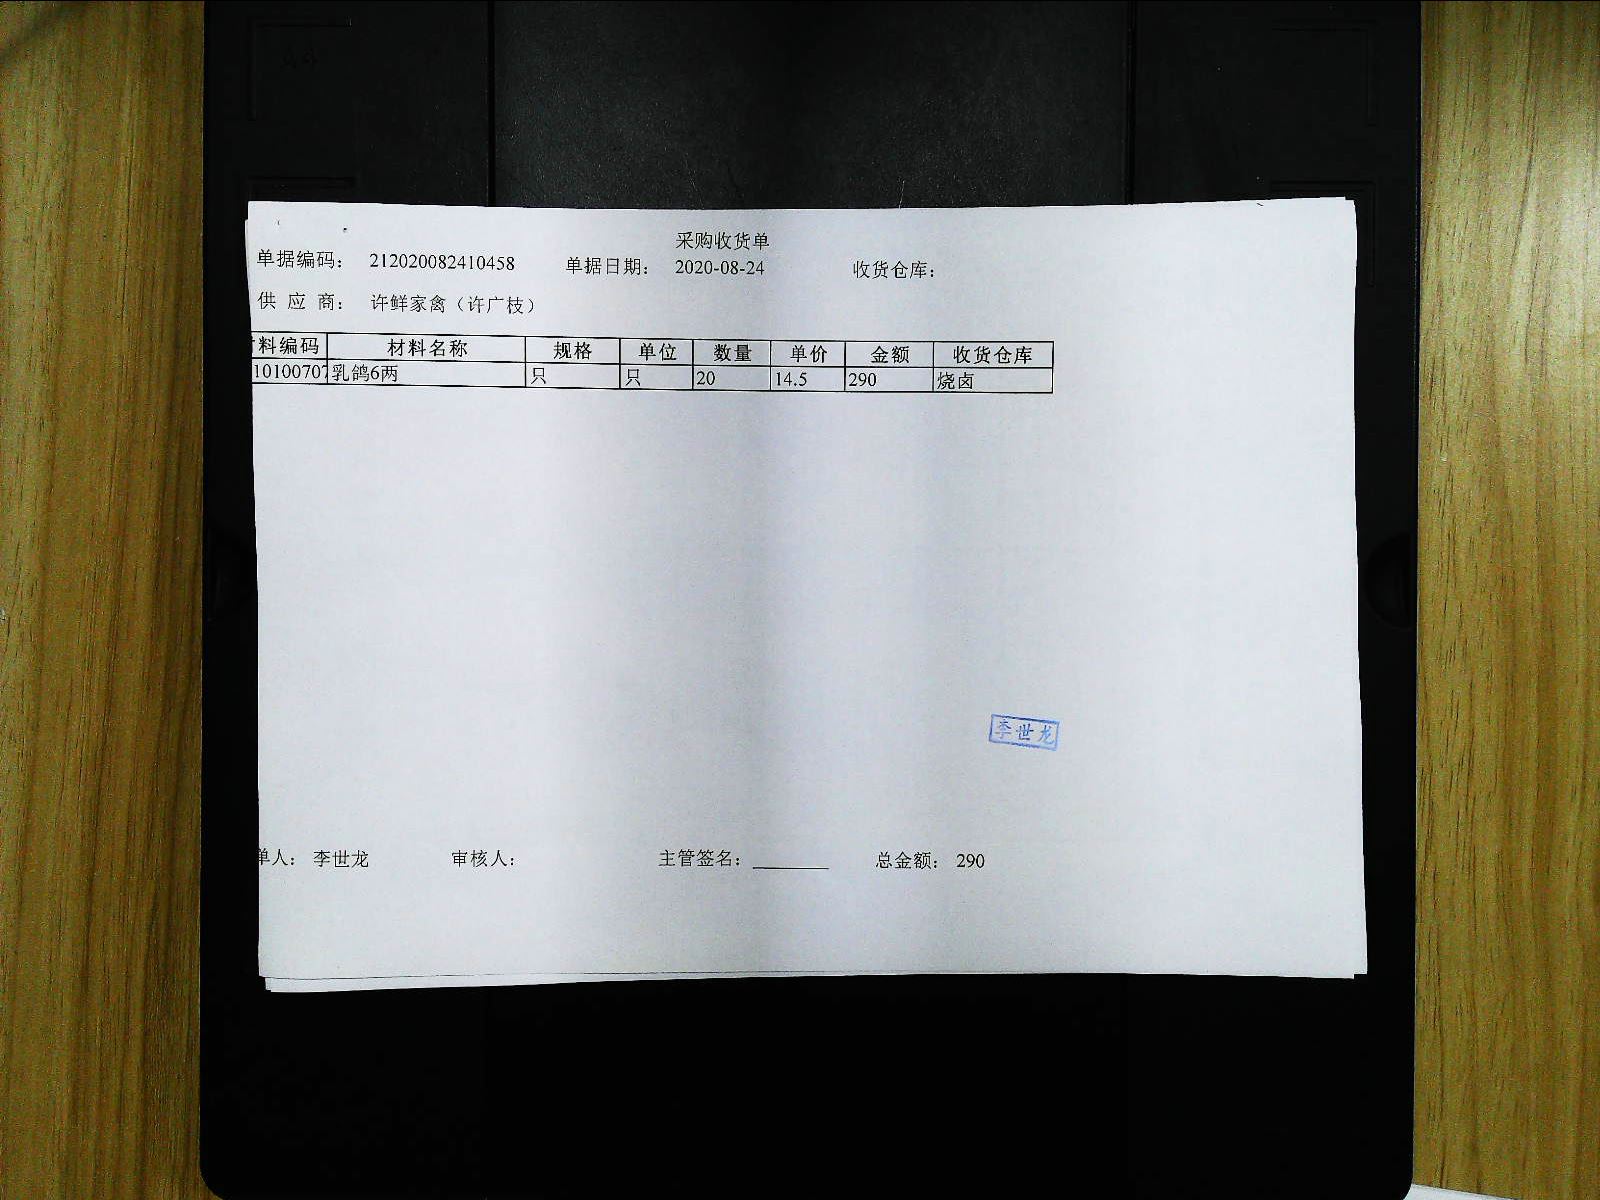 采购收货单
单据编码： 212020082410458 单据日期： 2020-08-24 收货仓库：
供 应 商： 许鲜家禽（许广枝）
料编码 材料名称 规格 单位 数量 单价 金额 收货仓库
10100707 乳鸽6两 只 只 20 14.5 290 烧卤
李世龙
单人： 李世龙 审核人： 主管签名： 总金额： 290